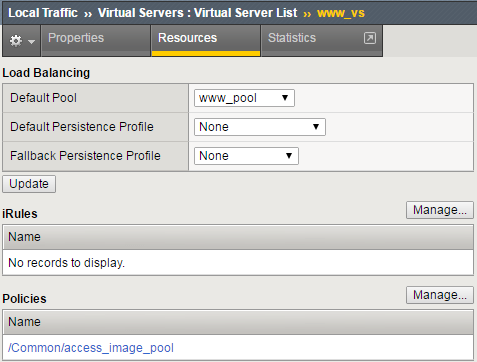 Local Traffic ›› Virtual Servers : Virtual Server List ›› www_vs
Properties Resources Statistics
Load Balancing
Default Pool www_pool
Default Persistence Profile None
Fallback Persistence Profile None
Update
iRules Manage...
Name
No records to display.
Policies Manage...
Name
/Common/access_image_pool